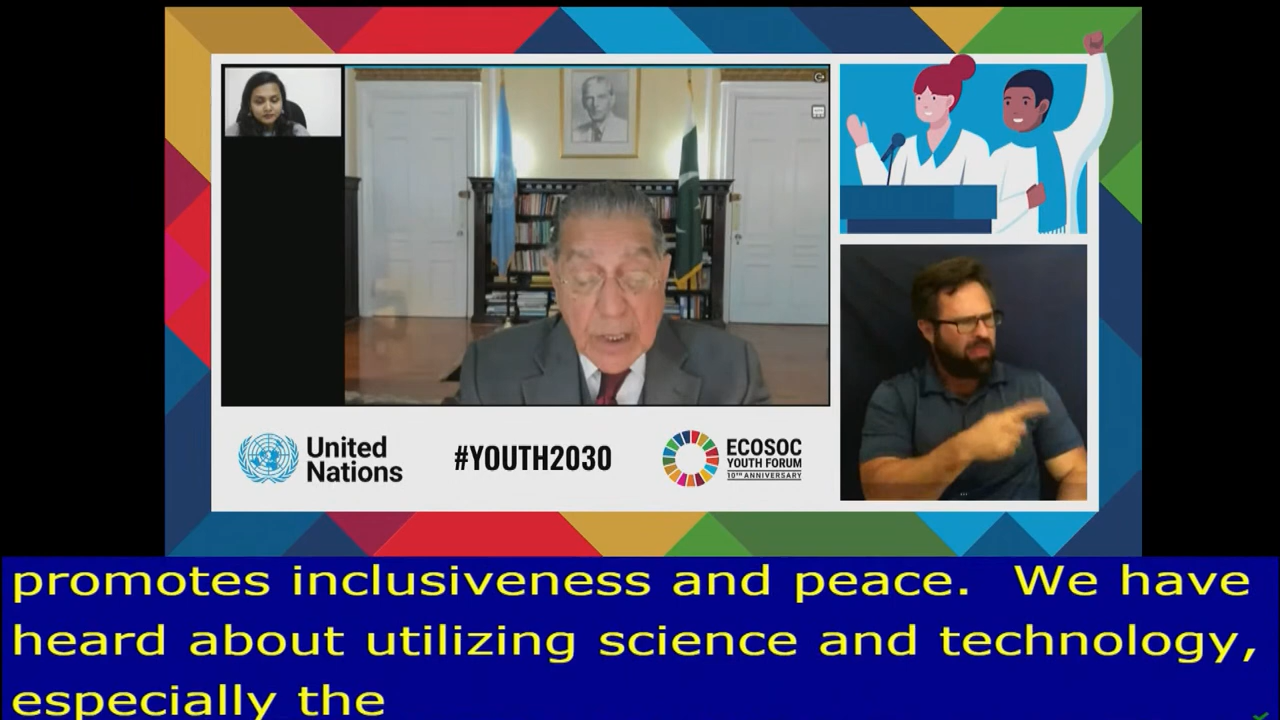 United
Nations
#YOUTH2030
ECOSOC
YOUTH FORUM
10TH ANNIVERSARY
promotes inclusiveness and peace. We have
heard about utilizing science and technology,
especially the